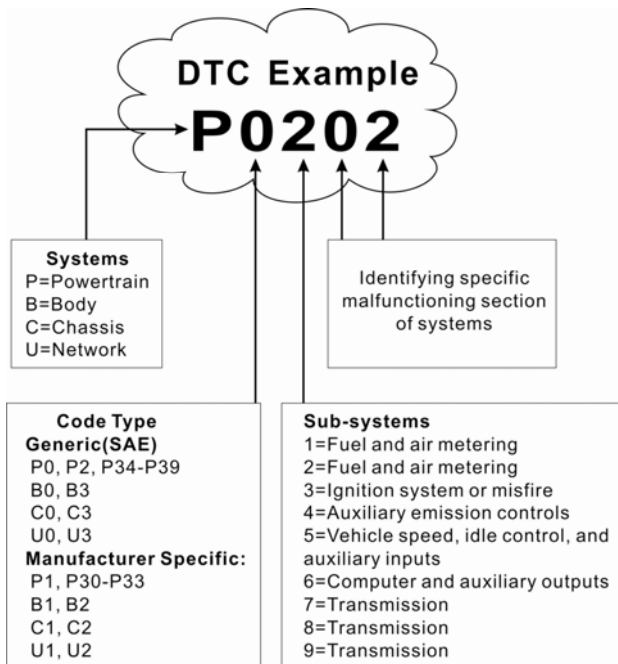 DTC Example
P0202
Systems
P=Powertrain
B=Body
C=Chassis
U=Network
Identifying specific
malfunctioning section
of systems
Code Type
Generic(SAE)
P0, P2, P34-P39
B0, B3
C0, C3
U0, U3
Manufacturer Specific:
P1, P30-P33
B1, B2
C1, C2
U1, U2
Sub-systems
1=Fuel and air metering
2=Fuel and air metering
3=Ignition system or misfire
4=Auxiliary emission controls
5=Vehicle speed, idle control, and
auxiliary inputs
6=Computer and auxiliary outputs
7=Transmission
8=Transmission
9=Transmission